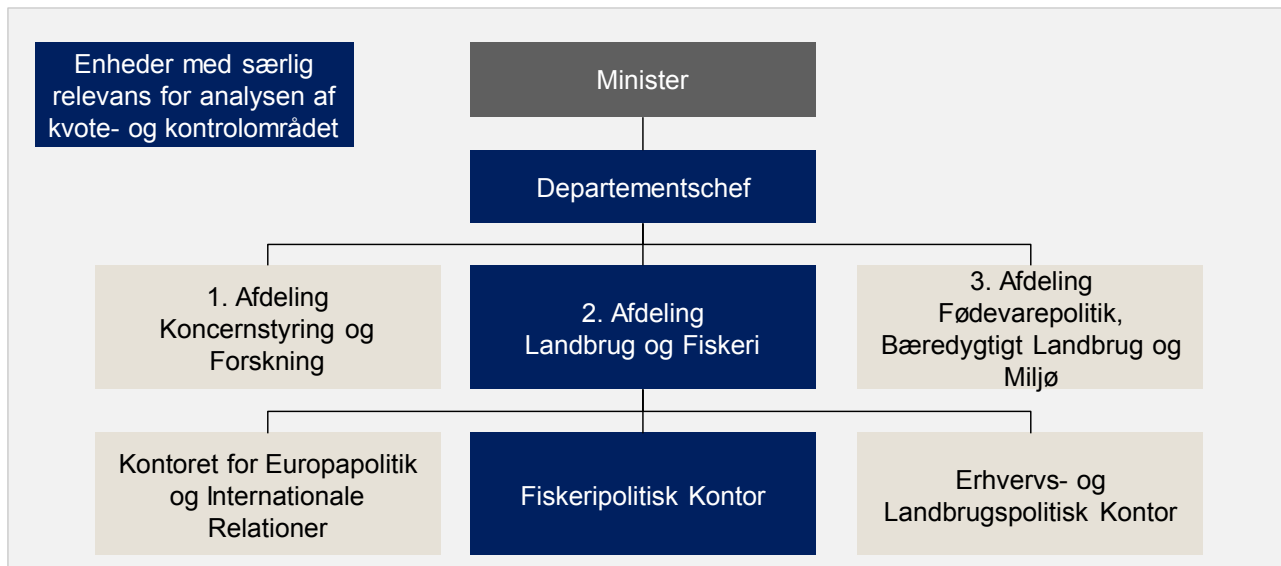 Enheder med særlig
relevans for analysen af
kvote- og kontrolområdet
Minister
Departementschef
1. Afdeling
Koncernstyring og
Forskning
2. Afdeling
Landbrug og Fiskeri
3. Afdeling
Fødevarepolitik,
Bæredygtigt Landbrug og
Miljø
Kontoret for Europapolitik
og Internationale
Relationer
Fiskeripolitisk Kontor
Erhvervs- og
Landbrugspolitisk Kontor